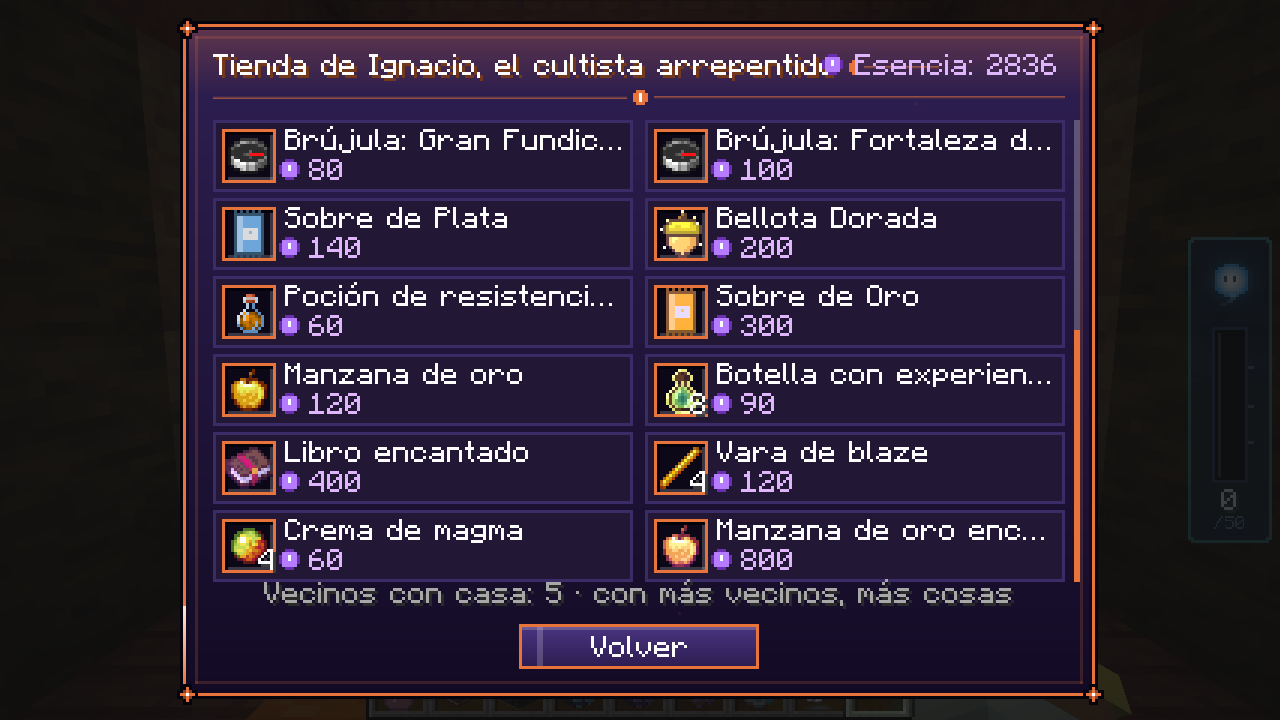 Tienda de Ignacio, el cultista arrepentido
Esencia: 2836
Brújula: Gran Fundic...
80
Brújula: Fortaleza d...
100
Sobre de Plata
140
Bellota Dorada
200
Poción de resistenci...
60
Sobre de Oro
300
Manzana de oro
120
8
Botella con experien...
90
Libro encantado
400
4
Vara de blaze
120
4
Crema de magma
60
Manzana de oro enc...
800
Vecinos con casa: 5 · con más vecinos, más cosas
Volver
0
/50